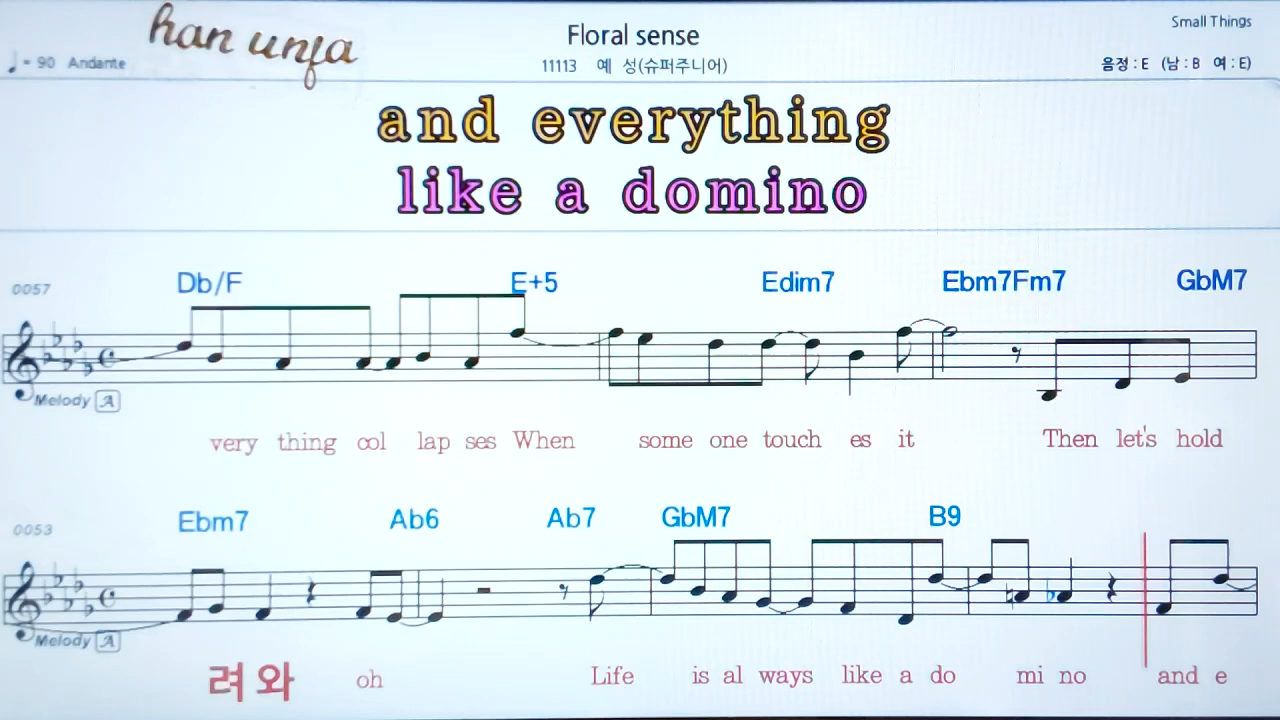 han unja
Floral sense
Small Things
♩ = 90 Andante
11113 예 성(슈퍼주니어)
음정 : E (남 : B 여 : E)
and everything
like a domino
0057
Db/F E+5 Edim7 Ebm7Fm7 GbM7
Melody A
very thing col lap ses When some one touch es it Then let's hold
0053
Ebm7 Ab6 Ab7 GbM7 B9
Melody A
려 와 oh Life is al ways like a do mi no and e